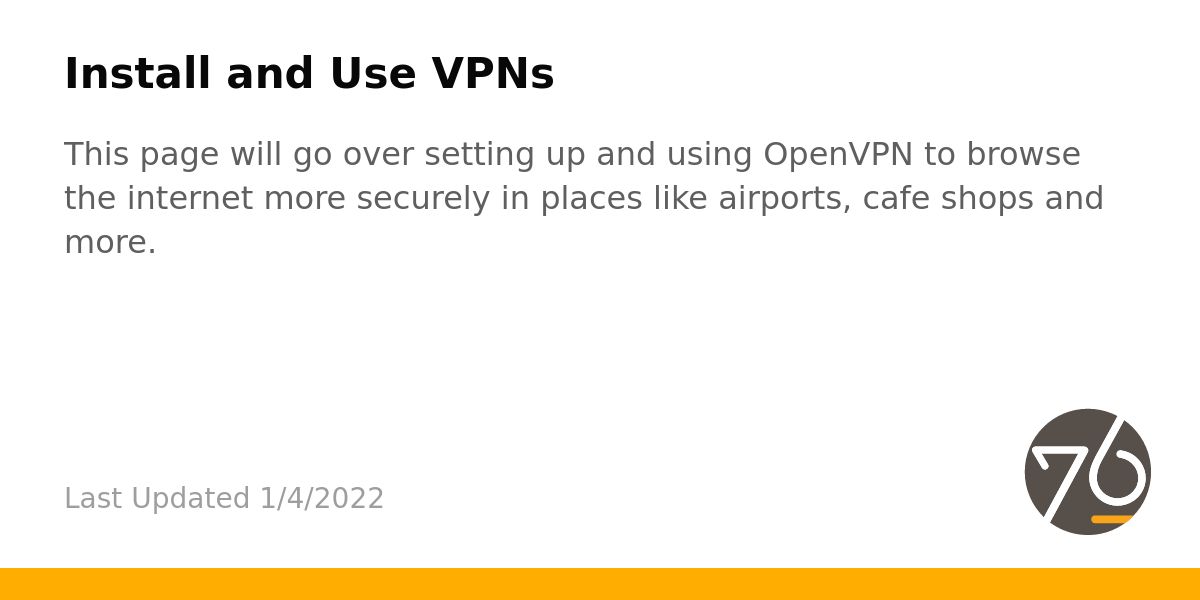 Install and Use VPNs
This page will go over setting up and using OpenVPN to browse
the internet more securely in places like airports, cafe shops and
more.
Last Updated 1/4/2022
76